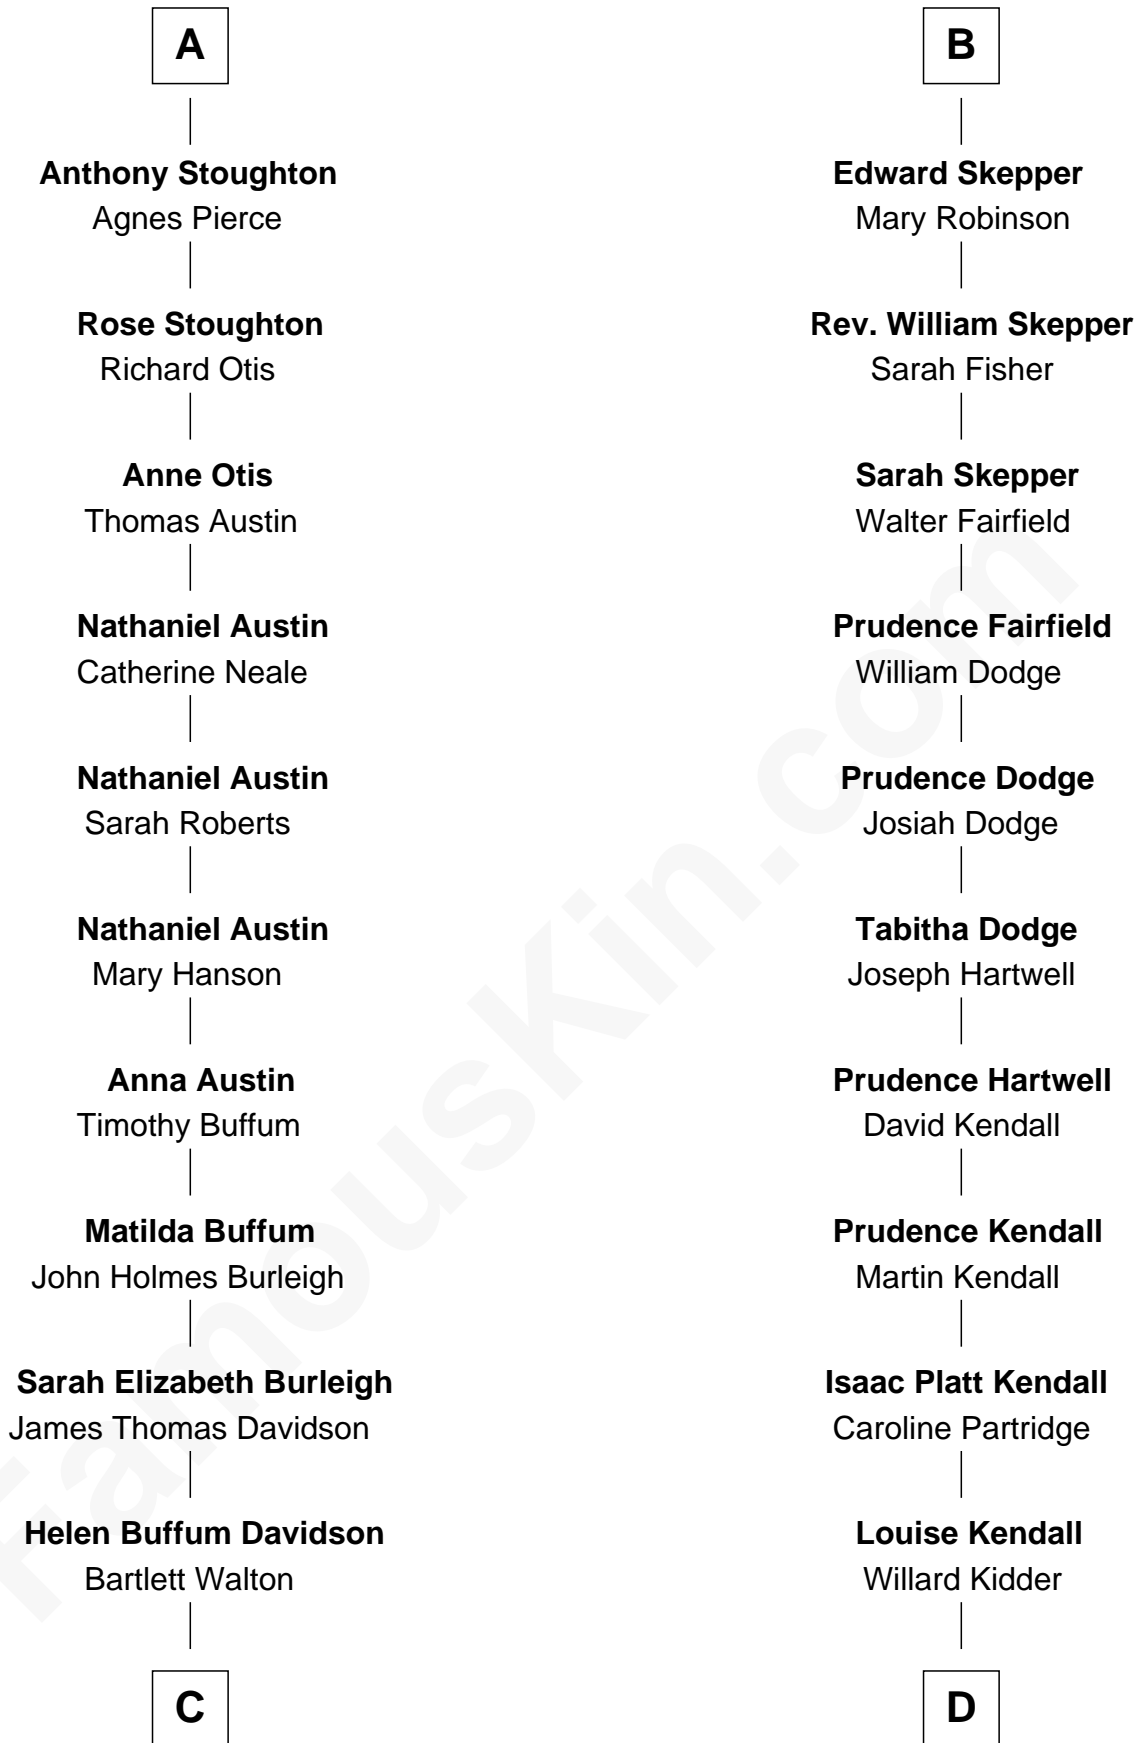 A
Anthony Stoughton
Agnes Pierce
Rose Stoughton
Richard Otis
Anne Otis
Thomas Austin
Nathaniel Austin
Catherine Neale
Nathaniel Austin
Sarah Roberts
Nathaniel Austin
Mary Hanson
Anna Austin
Timothy Buffum
Matilda Buffum
John Holmes Burleigh
Sarah Elizabeth Burleigh
James Thomas Davidson
Helen Buffum Davidson
Bartlett Walton
C
B
Edward Skepper
Mary Robinson
Rev. William Skepper
Sarah Fisher
Sarah Skepper
Walter Fairfield
Prudence Fairfield
William Dodge
Prudence Dodge
Josiah Dodge
Tabitha Dodge
Joseph Hartwell
Prudence Hartwell
David Kendall
Prudence Kendall
Martin Kendall
Isaac Platt Kendall
Caroline Partridge
Louise Kendall
Willard Kidder
D
FamousKin.com